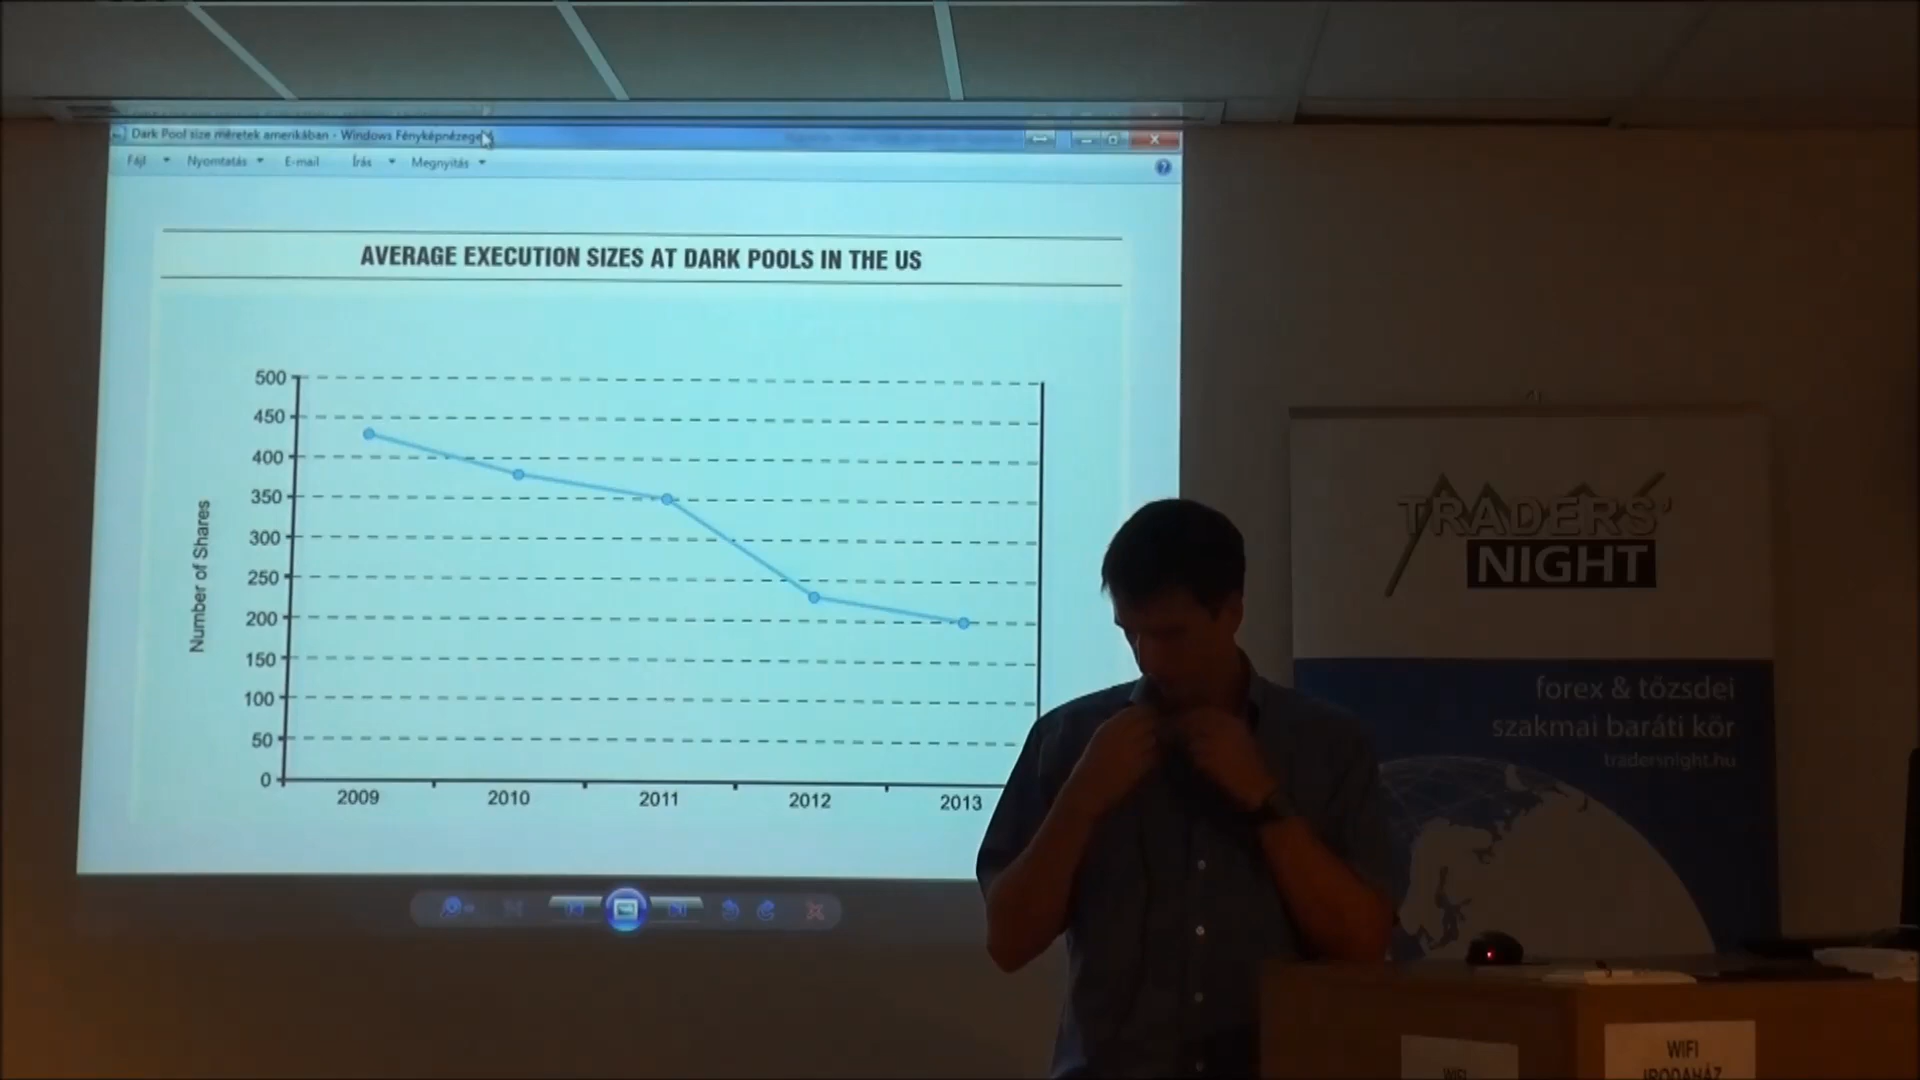 Dark Pool size méretek amerikában - Windows Fényképnézegető
Fájl Nyomtatás E-mail Írás Megnyitás
AVERAGE EXECUTION SIZES AT DARK POOLS IN THE US
Number of Shares
500
450
400
350
300
250
200
150
100
50
0
2009 2010 2011 2012 2013
TRADERS'
NIGHT
forex & tőzsdei
szakmai baráti kör
tradersnight.hu
WIFI
WIFI
IRODAHÁZ